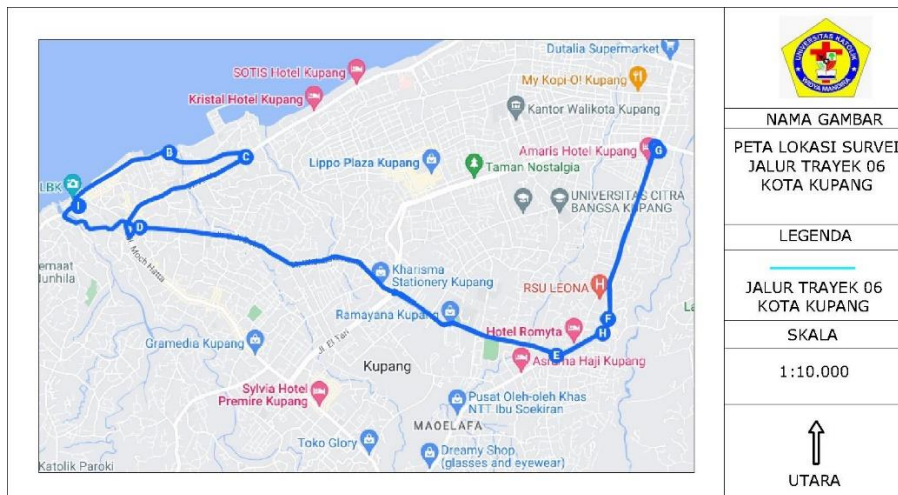 Dutalia Supermarket
SOTIS Hotel Kupang
My Kopi-O! Kupang
Kristal Hotel Kupang
Kantor Walikota Kupang
B
C
Amaris Hotel Kupang
G
Lippo Plaza Kupang
Taman Nostalgia
LBK
I
UNIVERSITAS CITRA
BANGSA KUPANG
D
Moch Hatta
Kharisma
Stationery Kupang
RSU LEONA
Ramayana Kupang
F
Hotel Romyta
H
Gramedia Kupang
Jl. El Tari
E
Kupang
Asrama Haji Kupang
Sylvia Hotel
Premire Kupang
Pusat Oleh-oleh Khas
NTT Ibu Soekiran
MAOELAFA
Toko Glory
Dreamy Shop
(glasses and eyewear)
Katolik Paroki
UNIVERSITAS KATOLIK
WIDYA MANDIRA
NAMA GAMBAR
PETA LOKASI SURVEI
JALUR TRAYEK 06
KOTA KUPANG
LEGENDA
JALUR TRAYEK 06
KOTA KUPANG
SKALA
1:10.000
UTARA